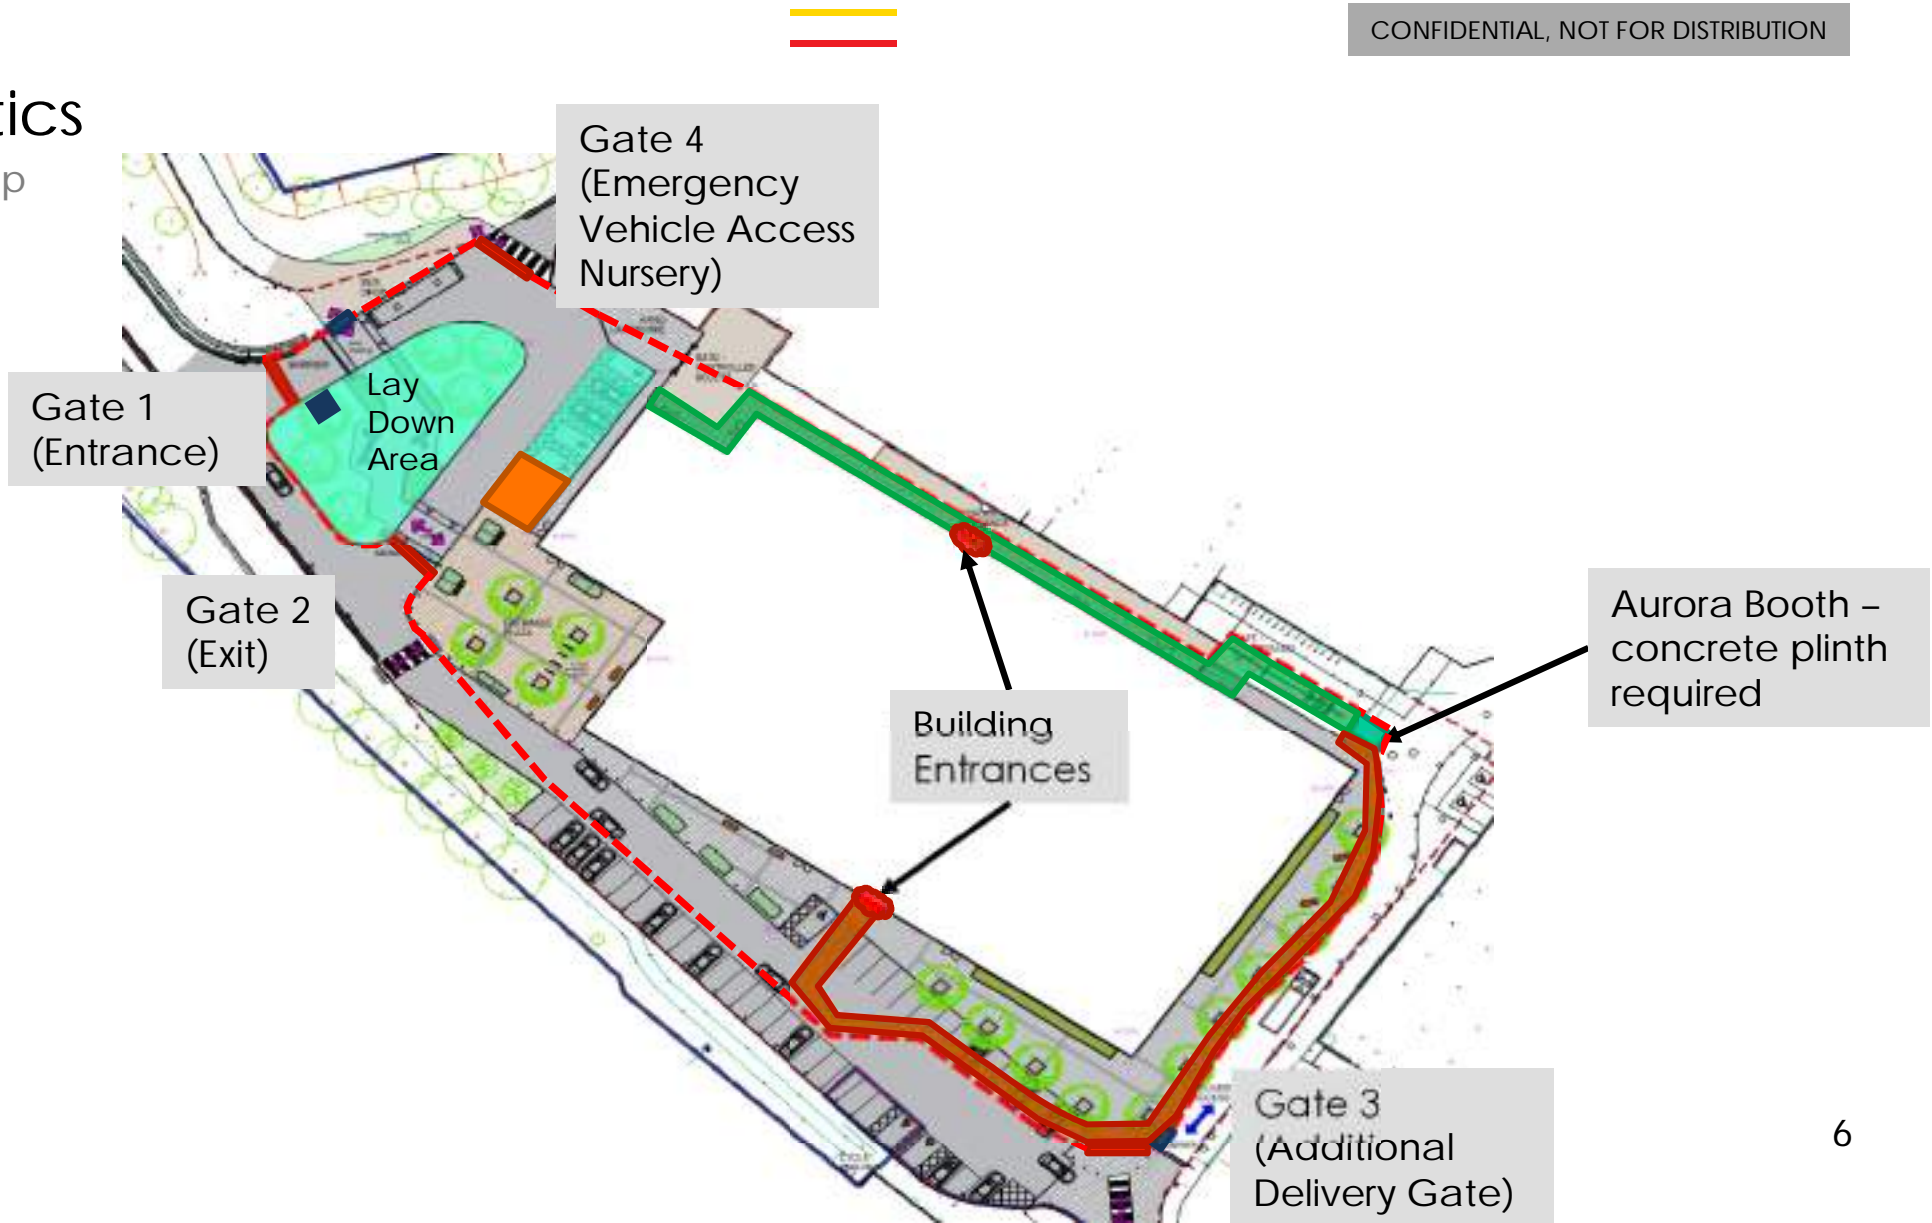 CONFIDENTIAL, NOT FOR DISTRIBUTION
tics
p
Gate 4
(Emergency
Vehicle Access
Nursery)
Gate 1
(Entrance)
Lay
Down
Area
Gate 2
(Exit)
Building
Entrances
Aurora Booth –
concrete plinth
required
Gate 3
(Additional
Delivery Gate)
6